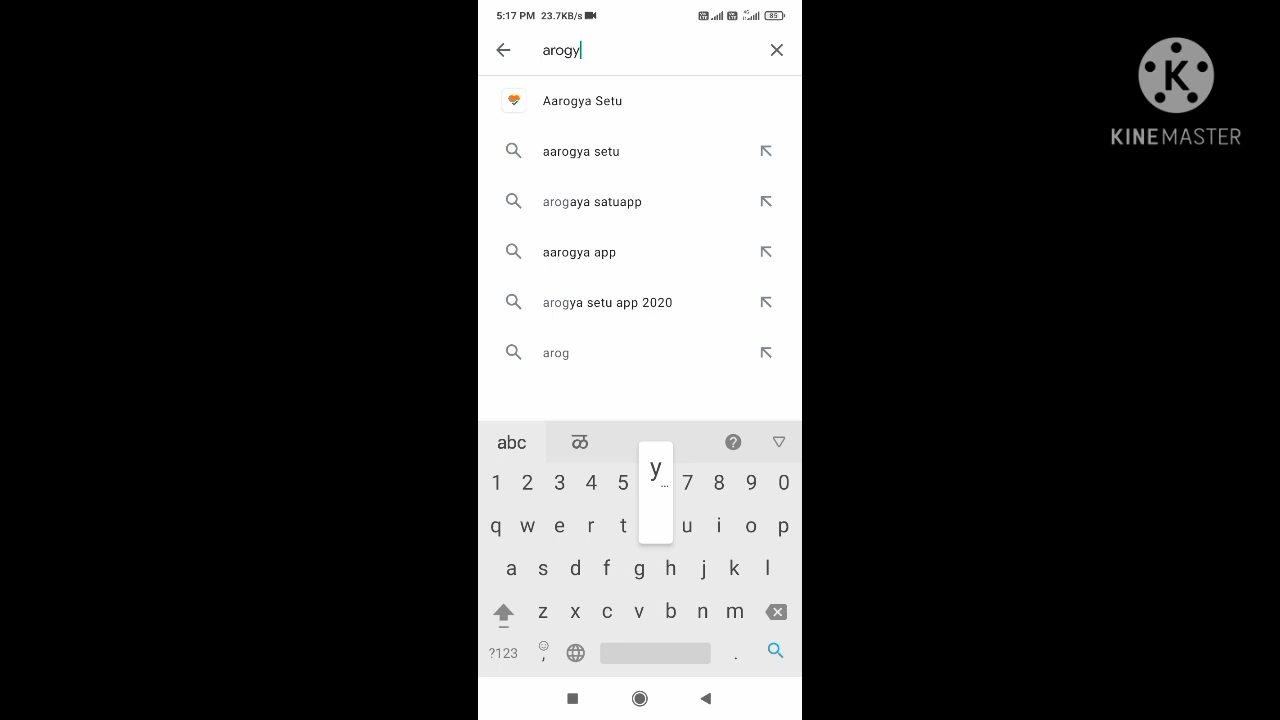 5:17 PM 23.7KB/s 4G 85
arogy
Aarogya Setu
aarogya setu
arogaya satuapp
aarogya app
arogya setu app 2020
arog
abc ळ
y
...
1 2 3 4 5 7 8 9 0
q w e r t u i o p
a s d f g h j k l
z x c v b n m
?123 , .
K
KINEMASTER